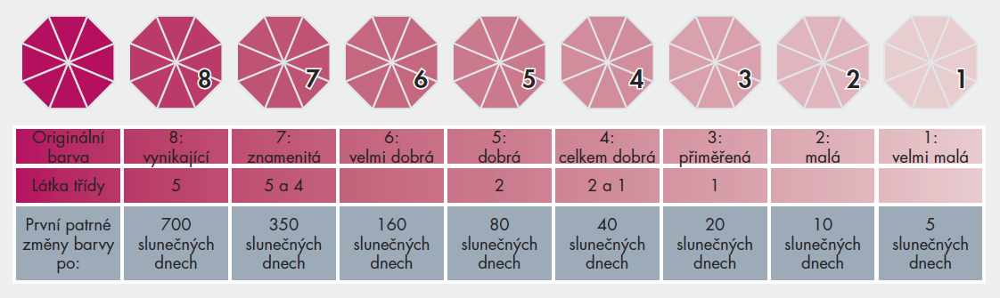 8
7
6
5
4
3
2
1
Originální barva
8: vynikající
7: znamenitá
6: velmi dobrá
5: dobrá
4: celkem dobrá
3: přiměřená
2: malá
1: velmi malá
Látka třídy
5
5 a 4
2
2 a 1
1
První patrné změny barvy po:
700 slunečných dnech
350 slunečných dnech
160 slunečných dnech
80 slunečných dnech
40 slunečných dnech
20 slunečných dnech
10 slunečných dnech
5 slunečných dnech